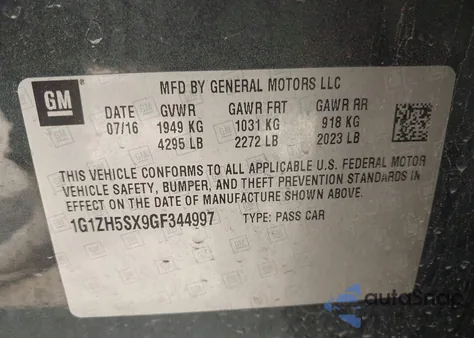 GM
MFD BY GENERAL MOTORS LLC
DATE GVWR GAWR FRT GAWR RR
07/16 1949 KG 1031 KG 918 KG
4295 LB 2272 LB 2023 LB
THIS VEHICLE CONFORMS TO ALL APPLICABLE U.S. FEDERAL MOTOR
VEHICLE SAFETY, BUMPER, AND THEFT PREVENTION STANDARDS IN
EFFECT ON THE DATE OF MANUFACTURE SHOWN ABOVE.
1G1ZH5SX9GF344997 TYPE: PASS CAR
autoSnap